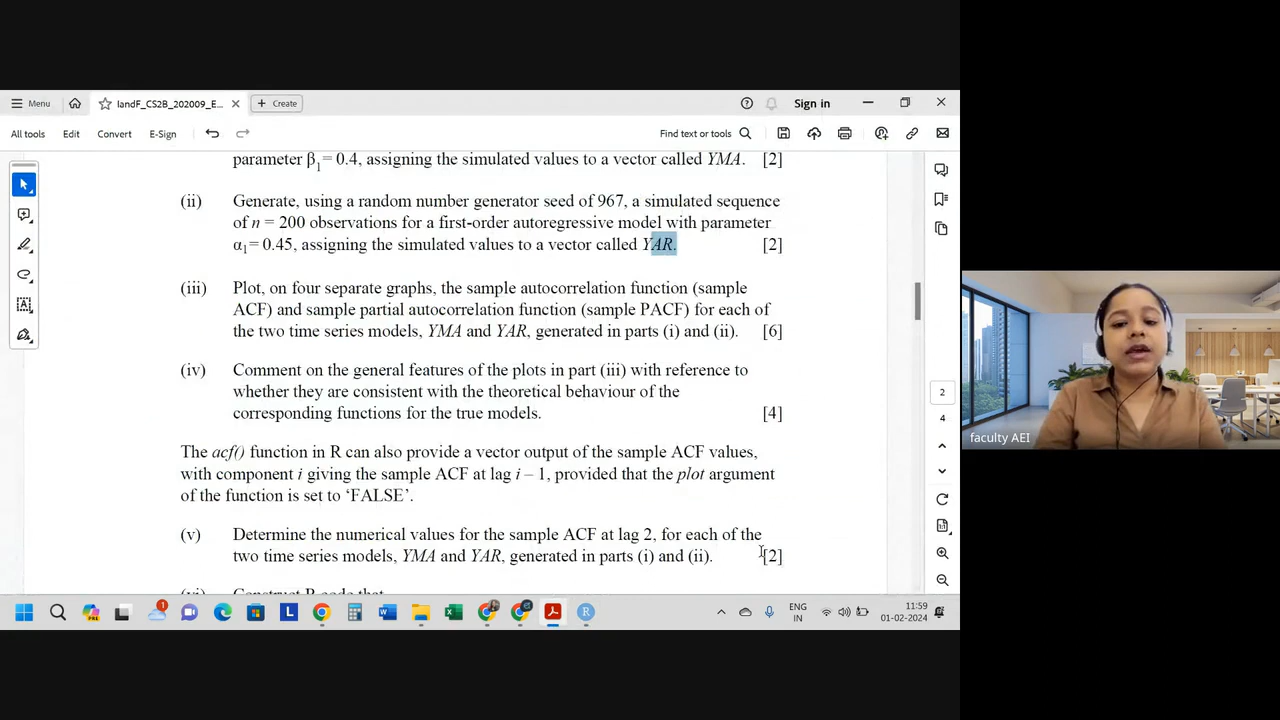 Menu
IandF_CS2B_202009_E...
Create
Sign in
All tools
Edit
Convert
E-Sign
Find text or tools
parameter β1= 0.4, assigning the simulated values to a vector called YMA. [2]
(ii) Generate, using a random number generator seed of 967, a simulated sequence
of n = 200 observations for a first-order autoregressive model with parameter
α1= 0.45, assigning the simulated values to a vector called YAR. [2]
(iii) Plot, on four separate graphs, the sample autocorrelation function (sample
ACF) and sample partial autocorrelation function (sample PACF) for each of
the two time series models, YMA and YAR, generated in parts (i) and (ii). [6]
(iv) Comment on the general features of the plots in part (iii) with reference to
whether they are consistent with the theoretical behaviour of the
corresponding functions for the true models. [4]
The acf() function in R can also provide a vector output of the sample ACF values,
with component i giving the sample ACF at lag i – 1, provided that the plot argument
of the function is set to ‘FALSE’.
(v) Determine the numerical values for the sample ACF at lag 2, for each of the
two time series models, YMA and YAR, generated in parts (i) and (ii). [2]
(vi) Construct R code that
2
4
faculty AEI
1
PRE
L
ENG
IN
11:59
01-02-2024